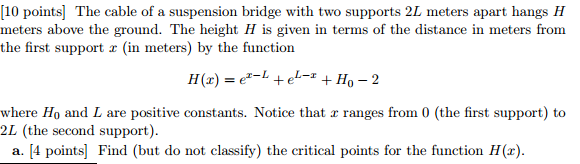 [10 points] The cable of a suspension bridge with two supports 2L meters apart hangs H
meters above the ground. The height H is given in terms of the distance in meters from
the first support x (in meters) by the function
H(x) = e^{x−L} + e^{L−x} + H₀ − 2
where H₀ and L are positive constants. Notice that x ranges from 0 (the first support) to
2L (the second support).
a. [4 points] Find (but do not classify) the critical points for the function H(x).